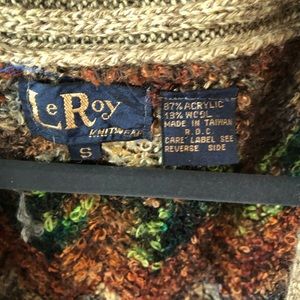 LeRoy
KNITWEAR
S
87% ACRYLIC
13% WOOL
MADE IN TAIWAN
R.O.C
CARE LABEL SEE
REVERSE SIDE